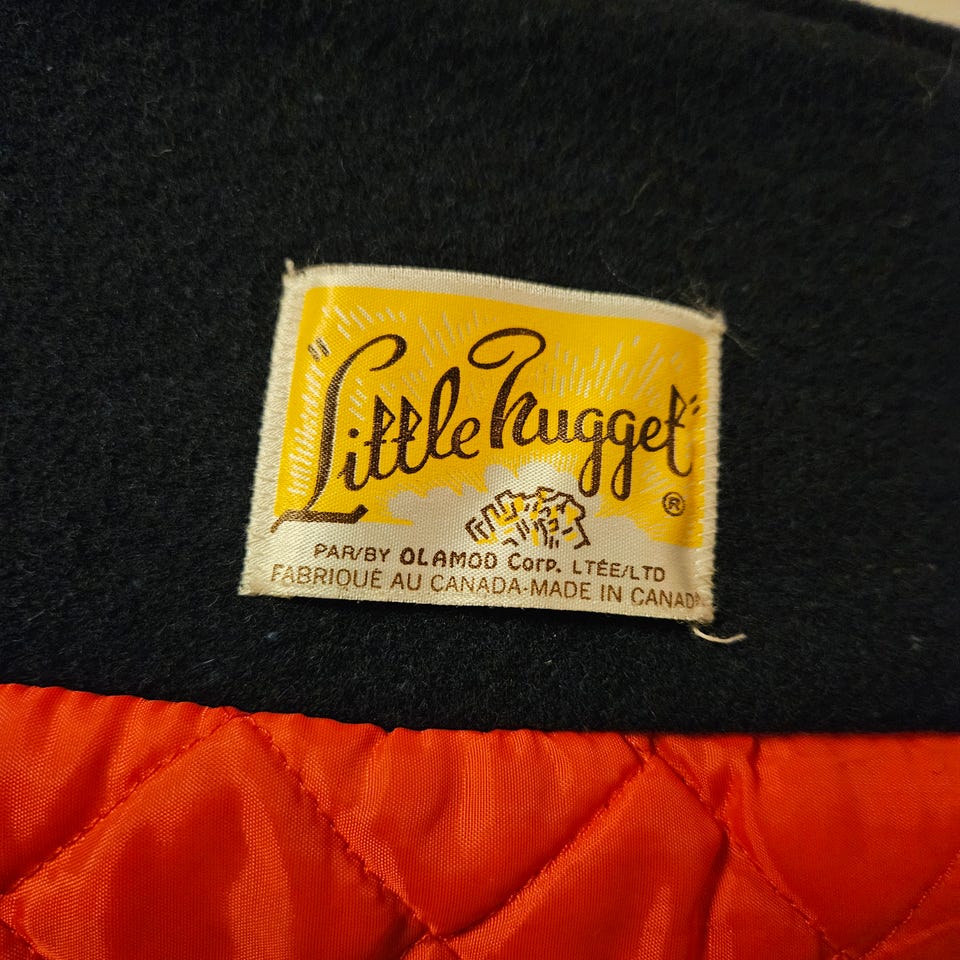 "Little Nugget"
®
PAR/BY OLAMOD Corp. LTÉE/LTD
FABRIQUÉ AU CANADA-MADE IN CANADA